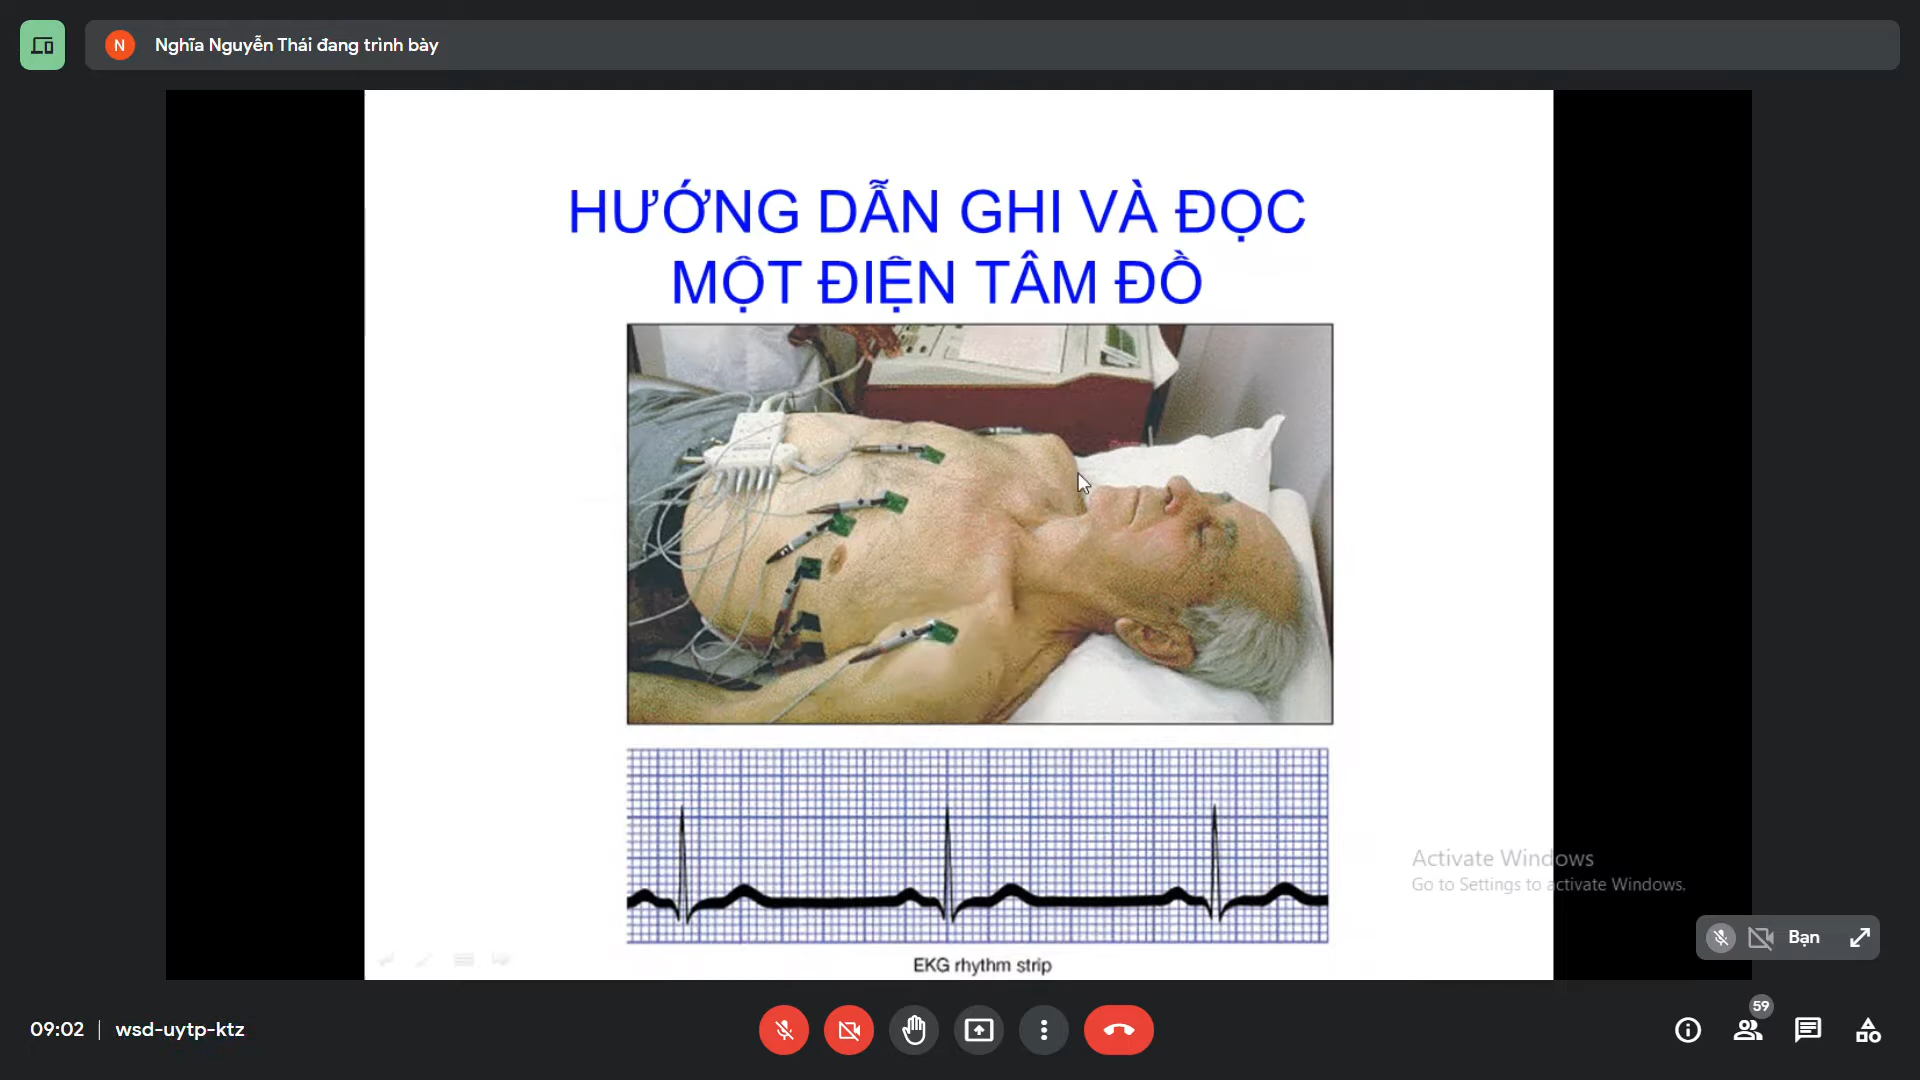 N
Nghĩa Nguyễn Thái đang trình bày
HƯỚNG DẪN GHI VÀ ĐỌC
MỘT ĐIỆN TÂM ĐỒ
EKG rhythm strip
Activate Windows
Go to Settings to activate Windows.
Bạn
09:02 | wsd-uytp-ktz
59